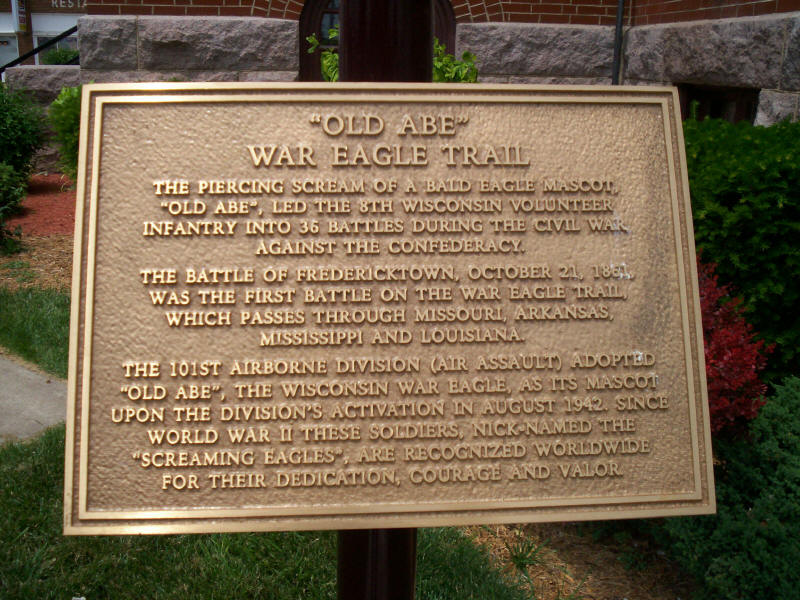 RESTA
"OLD ABE"
WAR EAGLE TRAIL
THE PIERCING SCREAM OF A BALD EAGLE MASCOT,
"OLD ABE", LED THE 8TH WISCONSIN VOLUNTEER
INFANTRY INTO 36 BATTLES DURING THE CIVIL WAR
AGAINST THE CONFEDERACY.
THE BATTLE OF FREDERICKTOWN, OCTOBER 21, 1861,
WAS THE FIRST BATTLE ON THE WAR EAGLE TRAIL,
WHICH PASSES THROUGH MISSOURI, ARKANSAS,
MISSISSIPPI AND LOUISIANA.
THE 101ST AIRBORNE DIVISION (AIR ASSAULT) ADOPTED
"OLD ABE", THE WISCONSIN WAR EAGLE, AS ITS MASCOT
UPON THE DIVISION'S ACTIVATION IN AUGUST 1942. SINCE
WORLD WAR II THESE SOLDIERS, NICK-NAMED THE
"SCREAMING EAGLES", ARE RECOGNIZED WORLDWIDE
FOR THEIR DEDICATION, COURAGE AND VALOR.